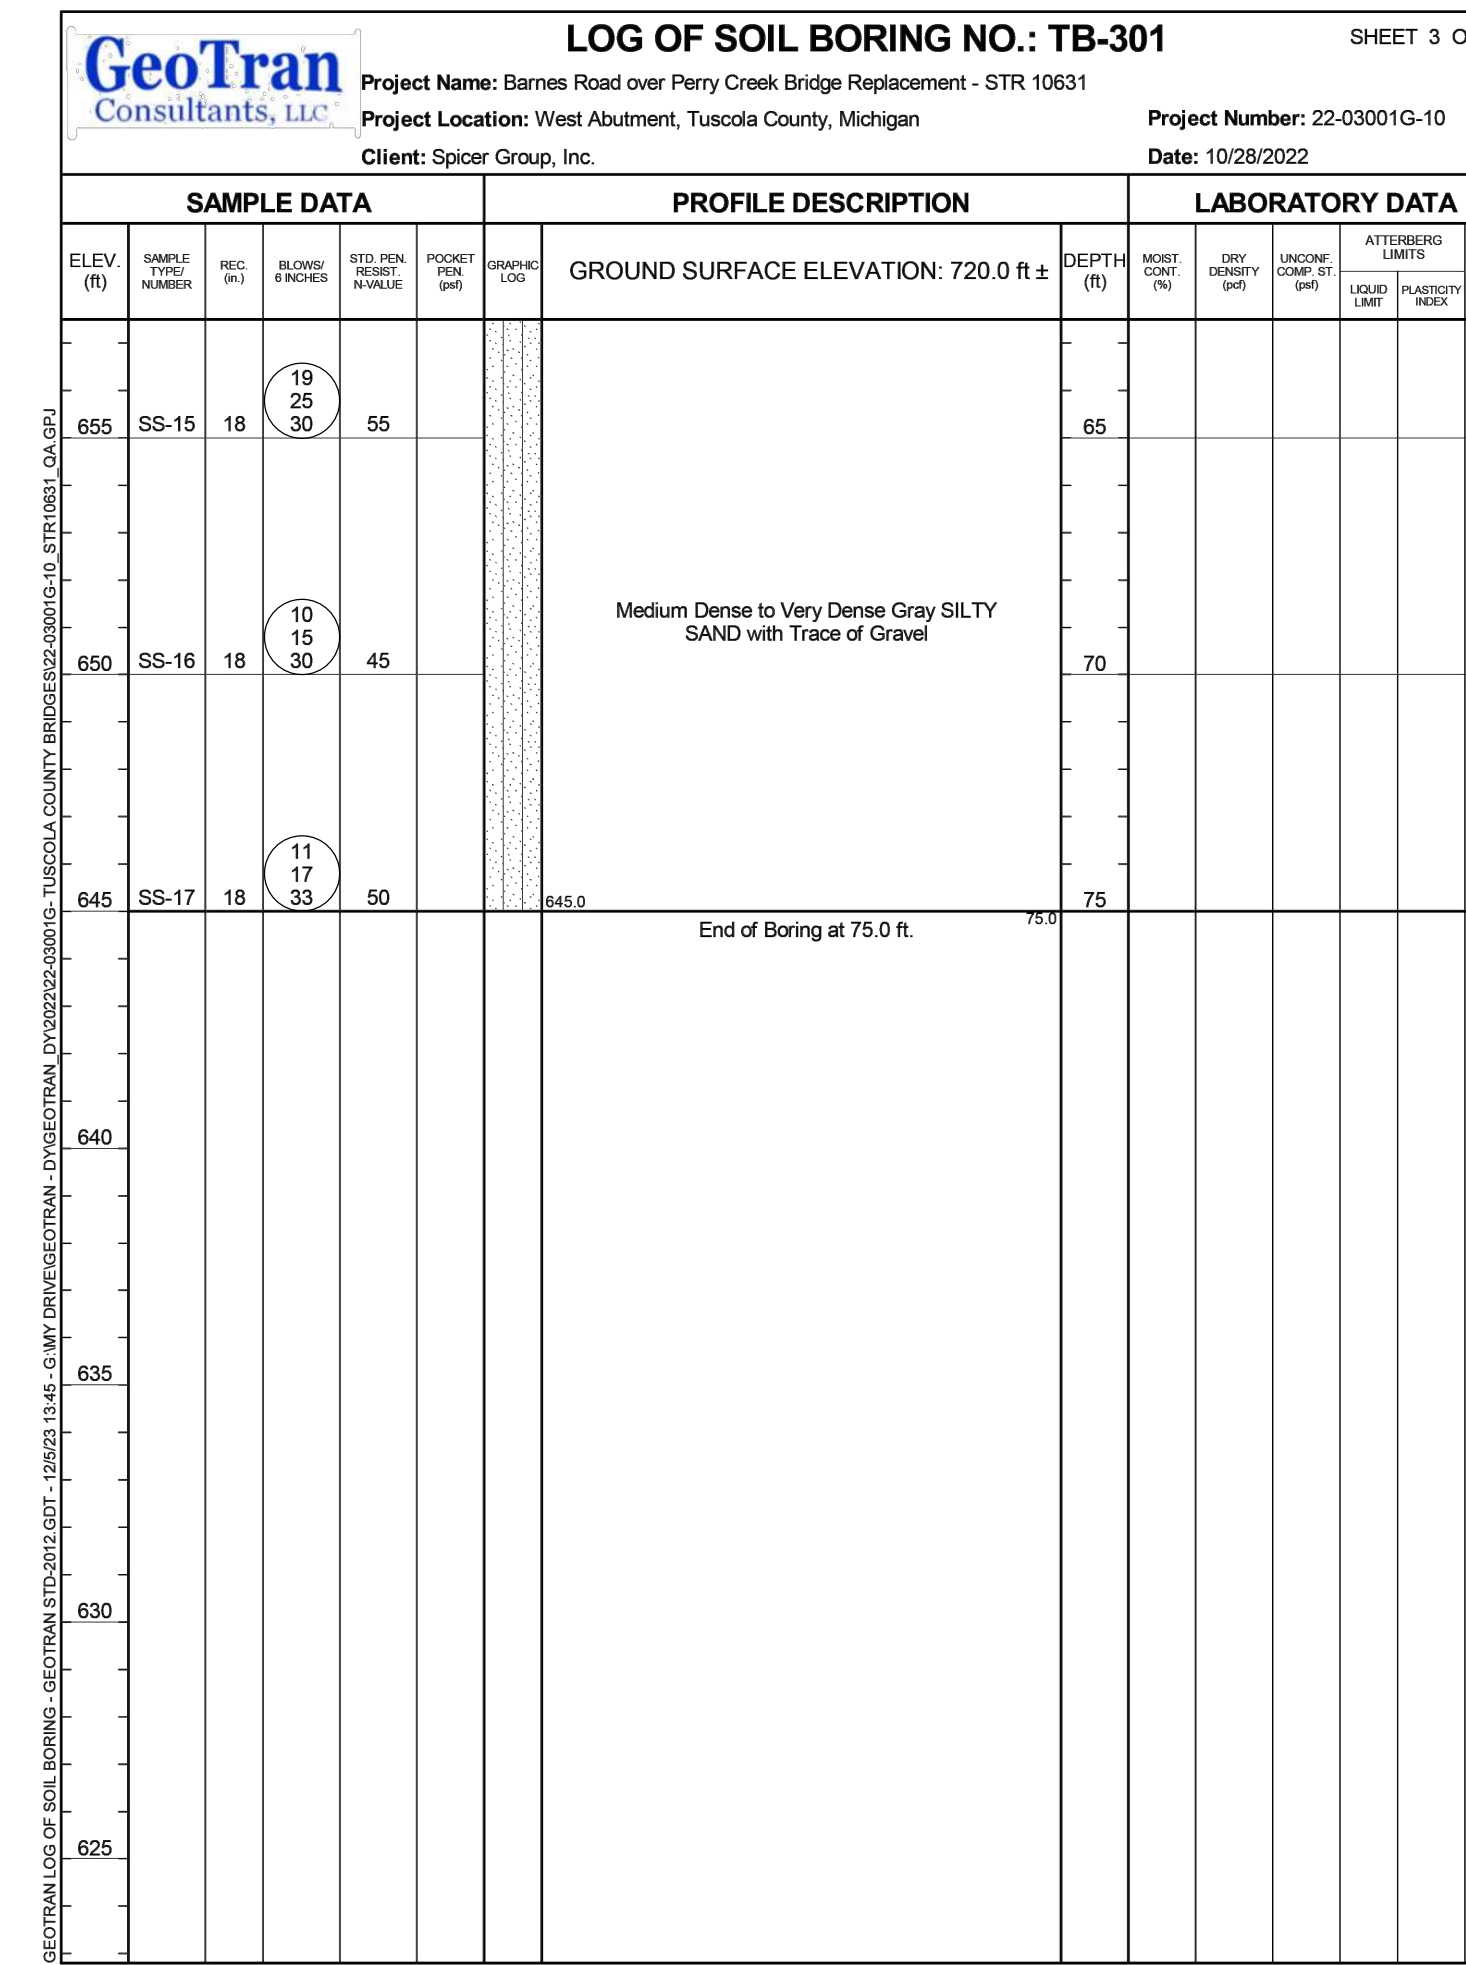 GeoTran
Consultants, LLC
LOG OF SOIL BORING NO.: TB-301
SHEET 3 O
Project Name: Barnes Road over Perry Creek Bridge Replacement - STR 10631
Project Location: West Abutment, Tuscola County, Michigan
Project Number: 22-03001G-10
Client: Spicer Group, Inc.
Date: 10/28/2022
SAMPLE DATA
PROFILE DESCRIPTION
LABORATORY DATA
ELEV.
(ft)
SAMPLE
TYPE/
NUMBER
REC.
(in.)
BLOWS/
6 INCHES
STD. PEN.
RESIST.
N-VALUE
POCKET
PEN.
(psf)
GRAPHIC
LOG
GROUND SURFACE ELEVATION: 720.0 ft ±
DEPTH
(ft)
MOIST.
CONT.
(%)
DRY
DENSITY
(pcf)
UNCONF.
COMP. ST.
(psf)
ATTERBERG
LIMITS
LIQUID
LIMIT
PLASTICITY
INDEX
19
25
655 SS-15 18 30 55 65
Medium Dense to Very Dense Gray SILTY
SAND with Trace of Gravel
10
15
650 SS-16 18 30 45 70
11
17
645 SS-17 18 33 50 645.0 75
75.0
End of Boring at 75.0 ft.
640
635
630
625
GEOTRAN LOG OF SOIL BORING - GEOTRAN STD-2012.GDT - 12/5/23 13:45 - G:\MY DRIVE\GEOTRAN - DY\GEOTRAN_DY\2022\22-03001G- TUSCOLA COUNTY BRIDGES\22-03001G-10_STR10631_QA.GPJ